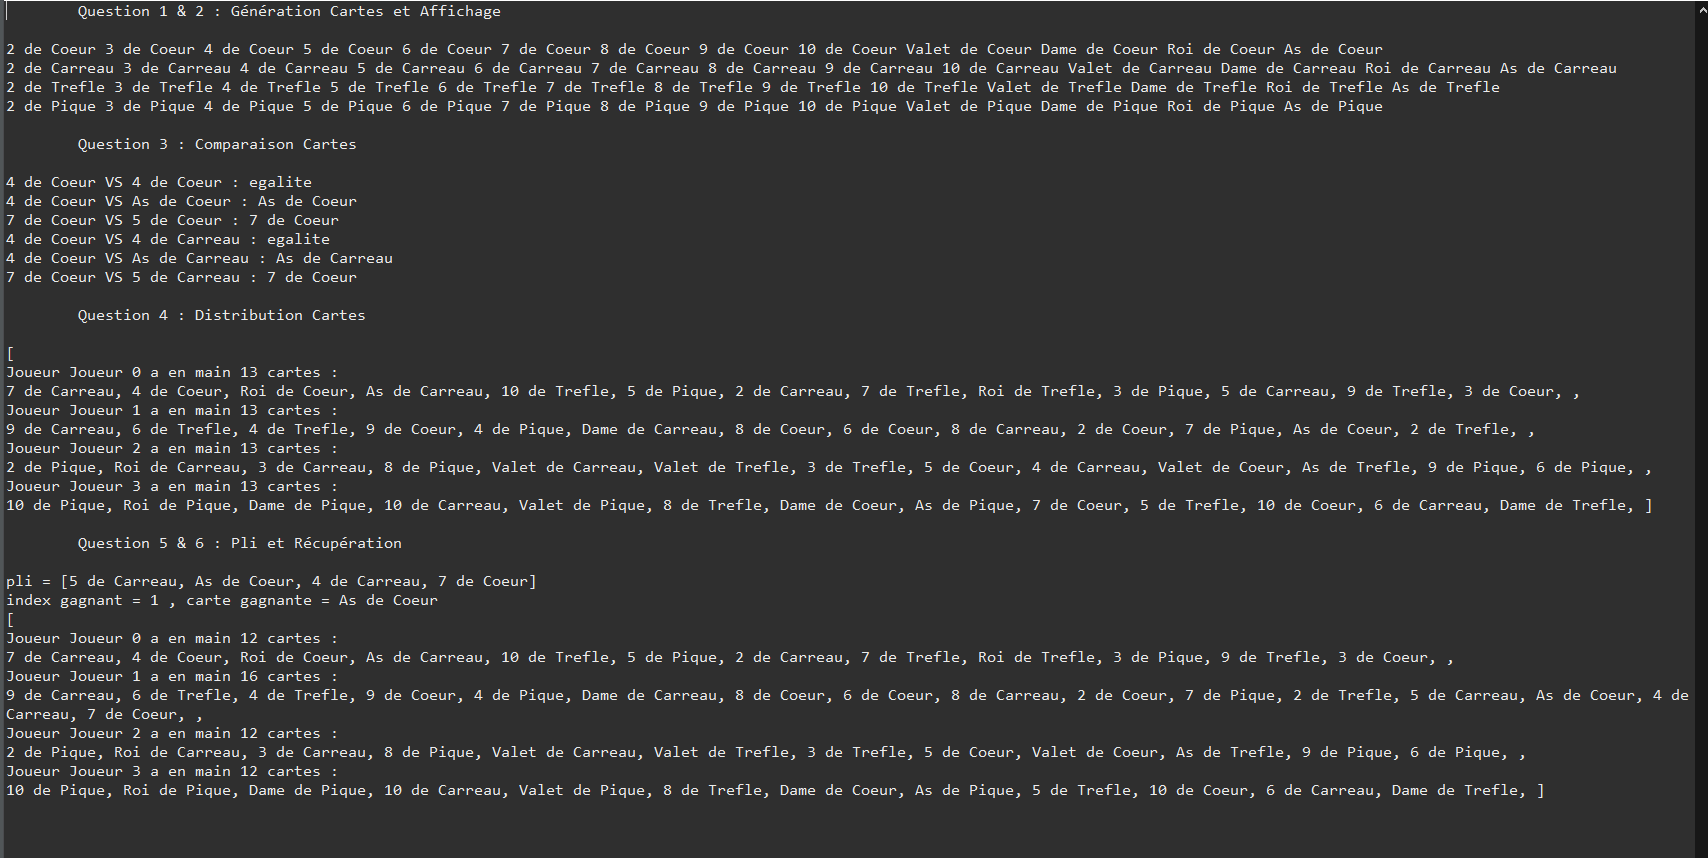 Question 1 & 2 : Génération Cartes et Affichage
2 de Coeur 3 de Coeur 4 de Coeur 5 de Coeur 6 de Coeur 7 de Coeur 8 de Coeur 9 de Coeur 10 de Coeur Valet de Coeur Dame de Coeur Roi de Coeur As de Coeur
2 de Carreau 3 de Carreau 4 de Carreau 5 de Carreau 6 de Carreau 7 de Carreau 8 de Carreau 9 de Carreau 10 de Carreau Valet de Carreau Dame de Carreau Roi de Carreau As de Carreau
2 de Trefle 3 de Trefle 4 de Trefle 5 de Trefle 6 de Trefle 7 de Trefle 8 de Trefle 9 de Trefle 10 de Trefle Valet de Trefle Dame de Trefle Roi de Trefle As de Trefle
2 de Pique 3 de Pique 4 de Pique 5 de Pique 6 de Pique 7 de Pique 8 de Pique 9 de Pique 10 de Pique Valet de Pique Dame de Pique Roi de Pique As de Pique
Question 3 : Comparaison Cartes
4 de Coeur VS 4 de Coeur : egalite
4 de Coeur VS As de Coeur : As de Coeur
7 de Coeur VS 5 de Coeur : 7 de Coeur
4 de Coeur VS 4 de Carreau : egalite
4 de Coeur VS As de Carreau : As de Carreau
7 de Coeur VS 5 de Carreau : 7 de Coeur
Question 4 : Distribution Cartes
[
Joueur Joueur 0 a en main 13 cartes :
7 de Carreau, 4 de Coeur, Roi de Coeur, As de Carreau, 10 de Trefle, 5 de Pique, 2 de Carreau, 7 de Trefle, Roi de Trefle, 3 de Pique, 5 de Carreau, 9 de Trefle, 3 de Coeur, ,
Joueur Joueur 1 a en main 13 cartes :
9 de Carreau, 6 de Trefle, 4 de Trefle, 9 de Coeur, 4 de Pique, Dame de Carreau, 8 de Coeur, 6 de Coeur, 8 de Carreau, 2 de Coeur, 7 de Pique, As de Coeur, 2 de Trefle, ,
Joueur Joueur 2 a en main 13 cartes :
2 de Pique, Roi de Carreau, 3 de Carreau, 8 de Pique, Valet de Carreau, Valet de Trefle, 3 de Trefle, 5 de Coeur, 4 de Carreau, Valet de Coeur, As de Trefle, 9 de Pique, 6 de Pique, ,
Joueur Joueur 3 a en main 13 cartes :
10 de Pique, Roi de Pique, Dame de Pique, 10 de Carreau, Valet de Pique, 8 de Trefle, Dame de Coeur, As de Pique, 7 de Coeur, 5 de Trefle, 10 de Coeur, 6 de Carreau, Dame de Trefle, ]
Question 5 & 6 : Pli et Récupération
pli = [5 de Carreau, As de Coeur, 4 de Carreau, 7 de Coeur]
index gagnant = 1 , carte gagnante = As de Coeur
[
Joueur Joueur 0 a en main 12 cartes :
7 de Carreau, 4 de Coeur, Roi de Coeur, As de Carreau, 10 de Trefle, 5 de Pique, 2 de Carreau, 7 de Trefle, Roi de Trefle, 3 de Pique, 9 de Trefle, 3 de Coeur, ,
Joueur Joueur 1 a en main 16 cartes :
9 de Carreau, 6 de Trefle, 4 de Trefle, 9 de Coeur, 4 de Pique, Dame de Carreau, 8 de Coeur, 6 de Coeur, 8 de Carreau, 2 de Coeur, 7 de Pique, 2 de Trefle, 5 de Carreau, As de Coeur, 4 de
Carreau, 7 de Coeur, ,
Joueur Joueur 2 a en main 12 cartes :
2 de Pique, Roi de Carreau, 3 de Carreau, 8 de Pique, Valet de Carreau, Valet de Trefle, 3 de Trefle, 5 de Coeur, Valet de Coeur, As de Trefle, 9 de Pique, 6 de Pique, ,
Joueur Joueur 3 a en main 12 cartes :
10 de Pique, Roi de Pique, Dame de Pique, 10 de Carreau, Valet de Pique, 8 de Trefle, Dame de Coeur, As de Pique, 5 de Trefle, 10 de Coeur, 6 de Carreau, Dame de Trefle, ]